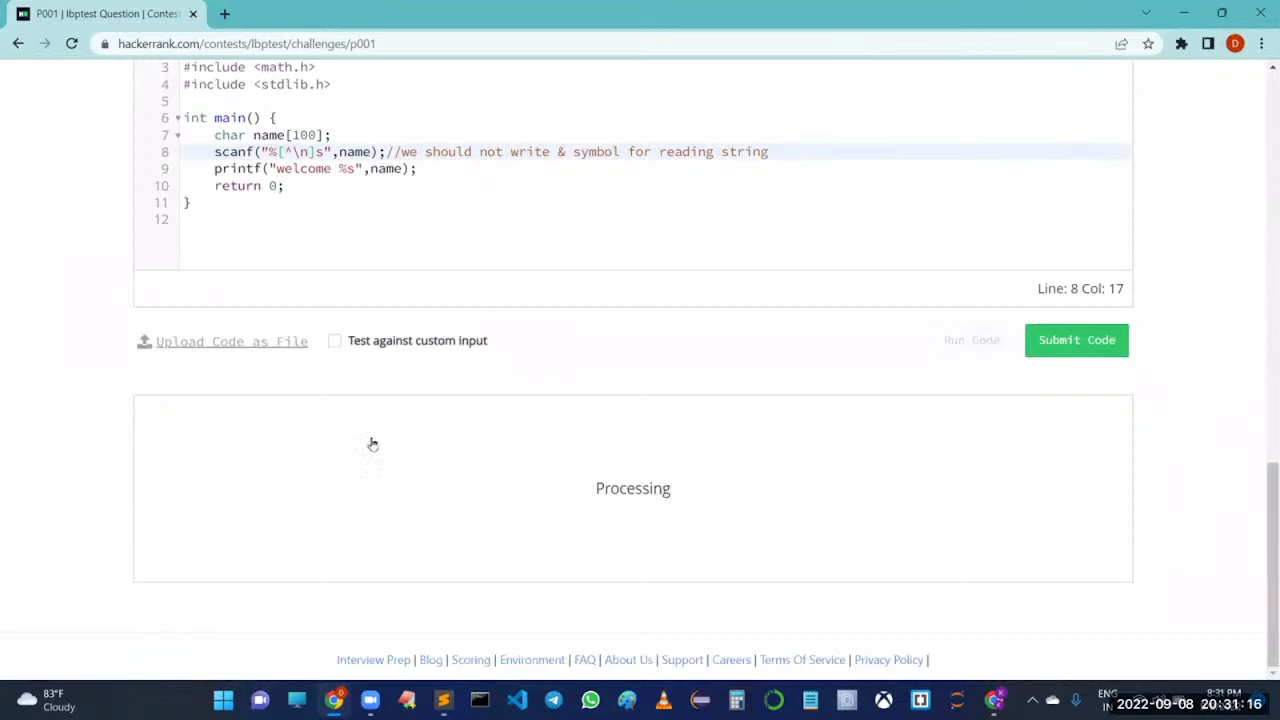 P001 | lbptest Question | Contest
hackerrank.com/contests/lbptest/challenges/p001
D
3 #include <math.h>
4 #include <stdlib.h>
5
6 int main() {
7 char name[100];
8 scanf("%[^\n]s",name);//we should not write & symbol for reading string
9 printf("welcome %s",name);
10 return 0;
11 }
12
Line: 8 Col: 17
Upload Code as File Test against custom input Run Code Submit Code
Processing
Interview Prep | Blog | Scoring | Environment | FAQ | About Us | Support | Careers | Terms Of Service | Privacy Policy |
83°F
Cloudy
ENG
IN
8:31 PM
2022-09-08 20:31:16